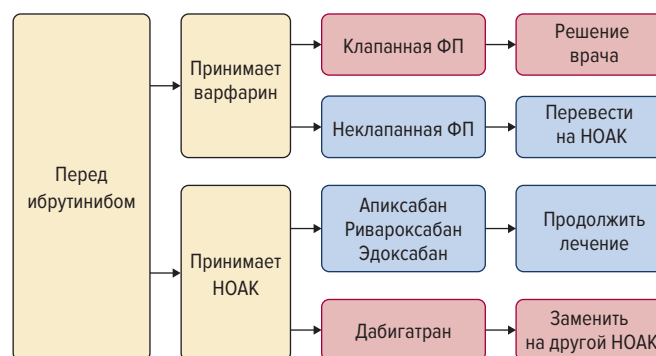 Перед
ибрутинибом
Принимает
варфарин
Клапанная ФП
Решение
врача
Неклапанная ФП
Перевести
на НОАК
Принимает
НОАК
Апиксабан
Ривароксабан
Эдоксабан
Продолжить
лечение
Дабигатран
Заменить
на другой НОАК